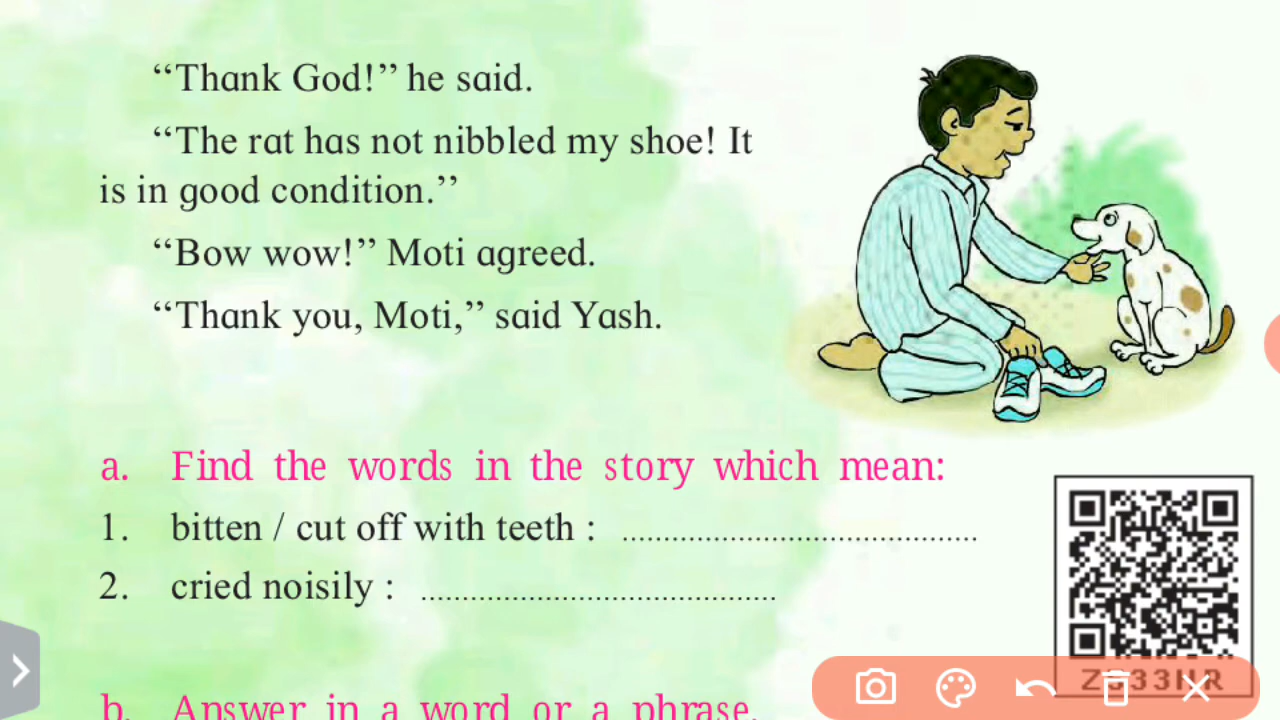 “Thank God!” he said.
“The rat has not nibbled my shoe! It
is in good condition.”
“Bow wow!” Moti agreed.
“Thank you, Moti,” said Yash.
a. Find the words in the story which mean:
1. bitten / cut off with teeth : ...........................................
2. cried noisily : ...........................................
b. Answer in a word or a phrase.